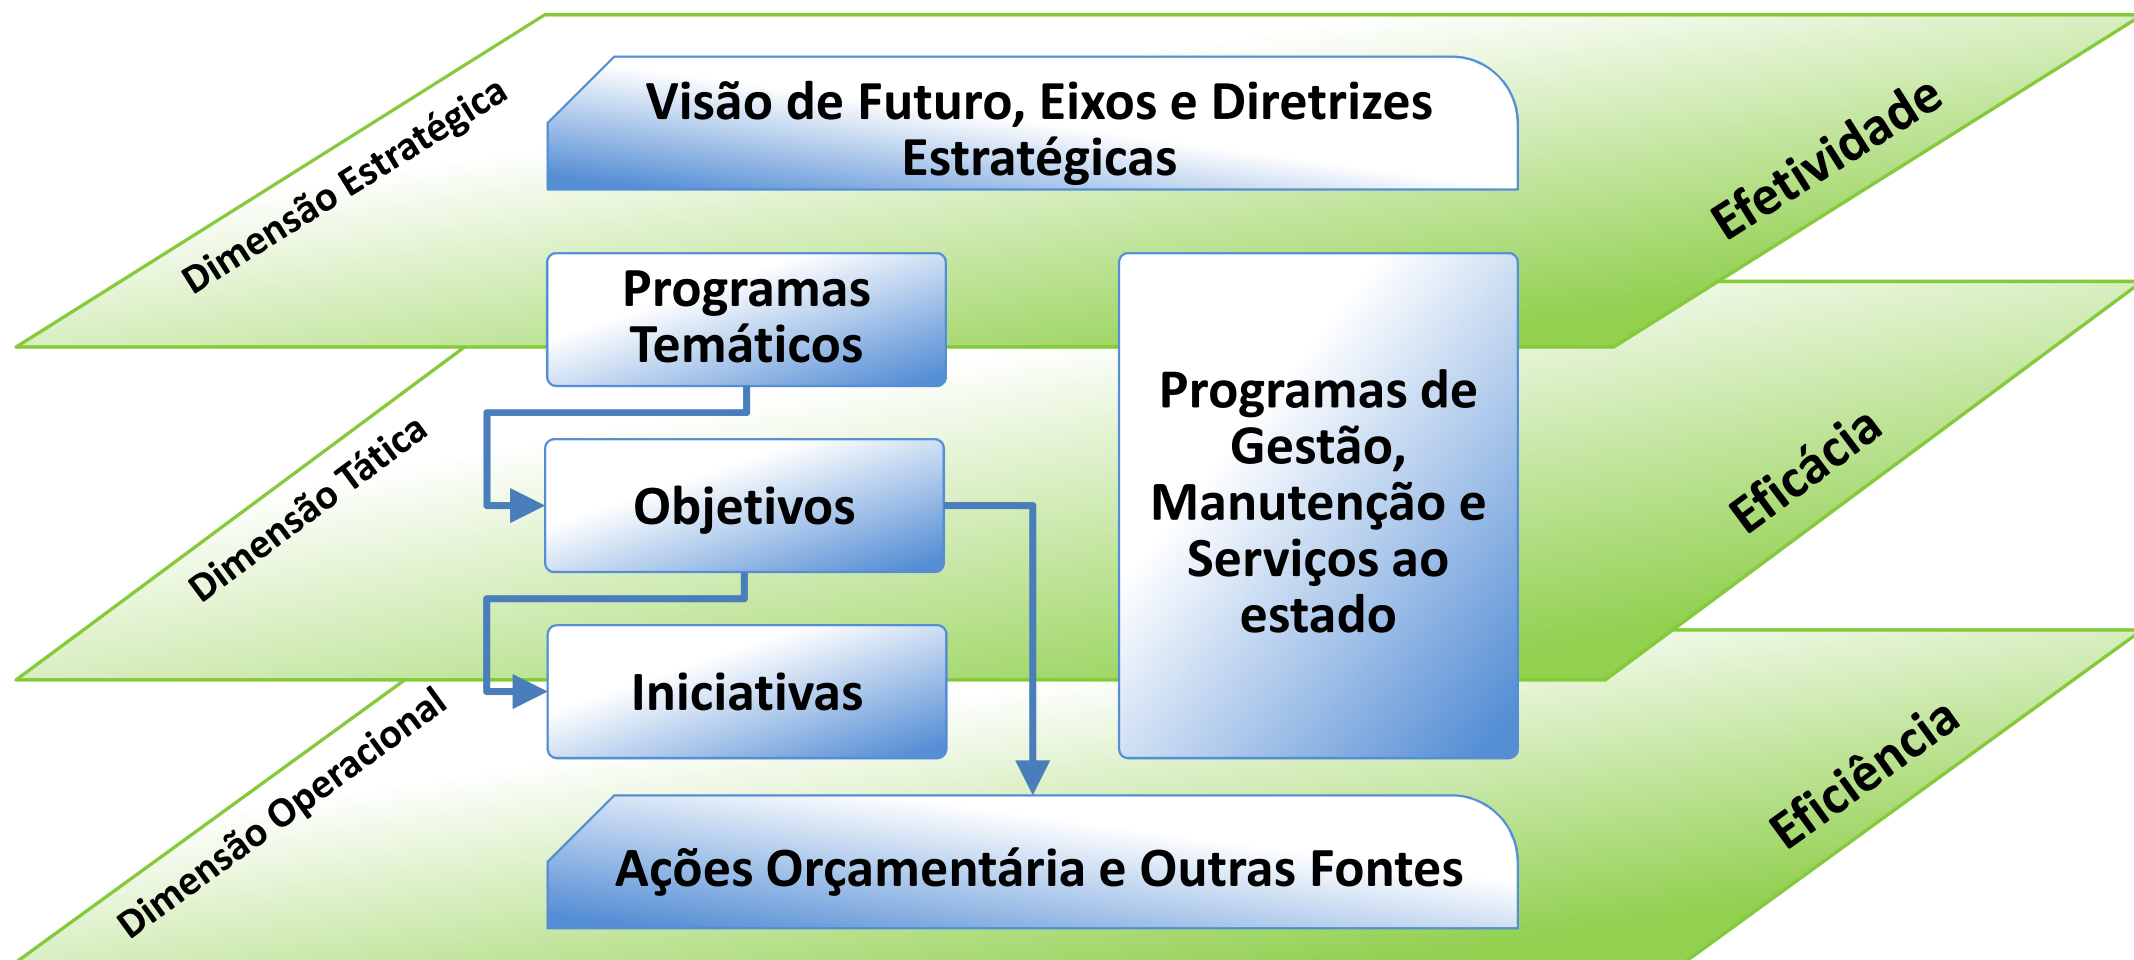 Dimensão Estratégica
Visão de Futuro, Eixos e Diretrizes
Estratégicas
Efetividade
Programas
Temáticos
Dimensão Tática
Objetivos
Programas de
Gestão,
Manutenção e
Serviços ao
estado
Eficácia
Iniciativas
Dimensão Operacional
Ações Orçamentária e Outras Fontes
Eficiência